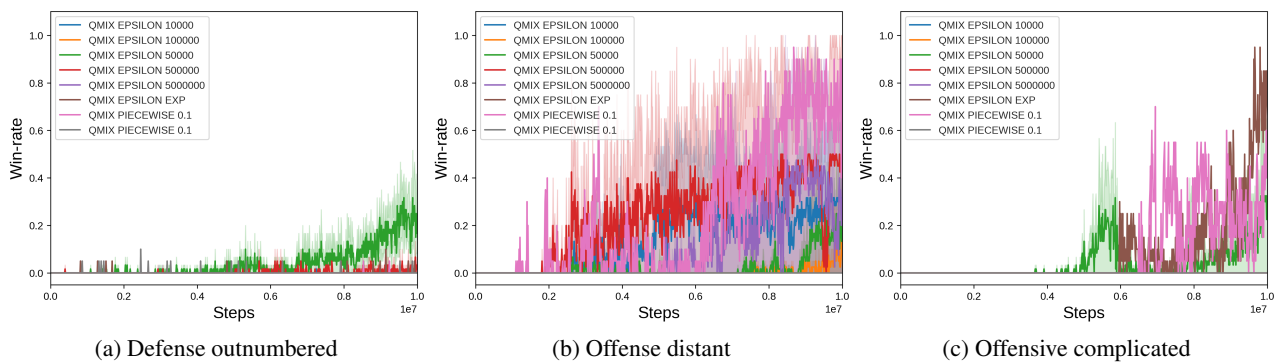 1.0
0.8
0.6
0.4
0.2
0.0
Win-rate
QMIX EPSILON 10000
QMIX EPSILON 100000
QMIX EPSILON 50000
QMIX EPSILON 500000
QMIX EPSILON 5000000
QMIX EPSILON EXP
QMIX PIECEWISE 0.1
QMIX PIECEWISE 0.1
0.0 0.2 0.4 0.6 0.8 1.0
1e7
Steps
(a) Defense outnumbered
1.0
0.8
0.6
0.4
0.2
0.0
Win-rate
QMIX EPSILON 10000
QMIX EPSILON 100000
QMIX EPSILON 50000
QMIX EPSILON 500000
QMIX EPSILON 5000000
QMIX EPSILON EXP
QMIX PIECEWISE 0.1
QMIX PIECEWISE 0.1
0.0 0.2 0.4 0.6 0.8 1.0
1e7
Steps
(b) Offense distant
1.0
0.8
0.6
0.4
0.2
0.0
Win-rate
QMIX EPSILON 10000
QMIX EPSILON 100000
QMIX EPSILON 50000
QMIX EPSILON 500000
QMIX EPSILON 5000000
QMIX EPSILON EXP
QMIX PIECEWISE 0.1
QMIX PIECEWISE 0.1
0.0 0.2 0.4 0.6 0.8 1.0
1e7
Steps
(c) Offensive complicated